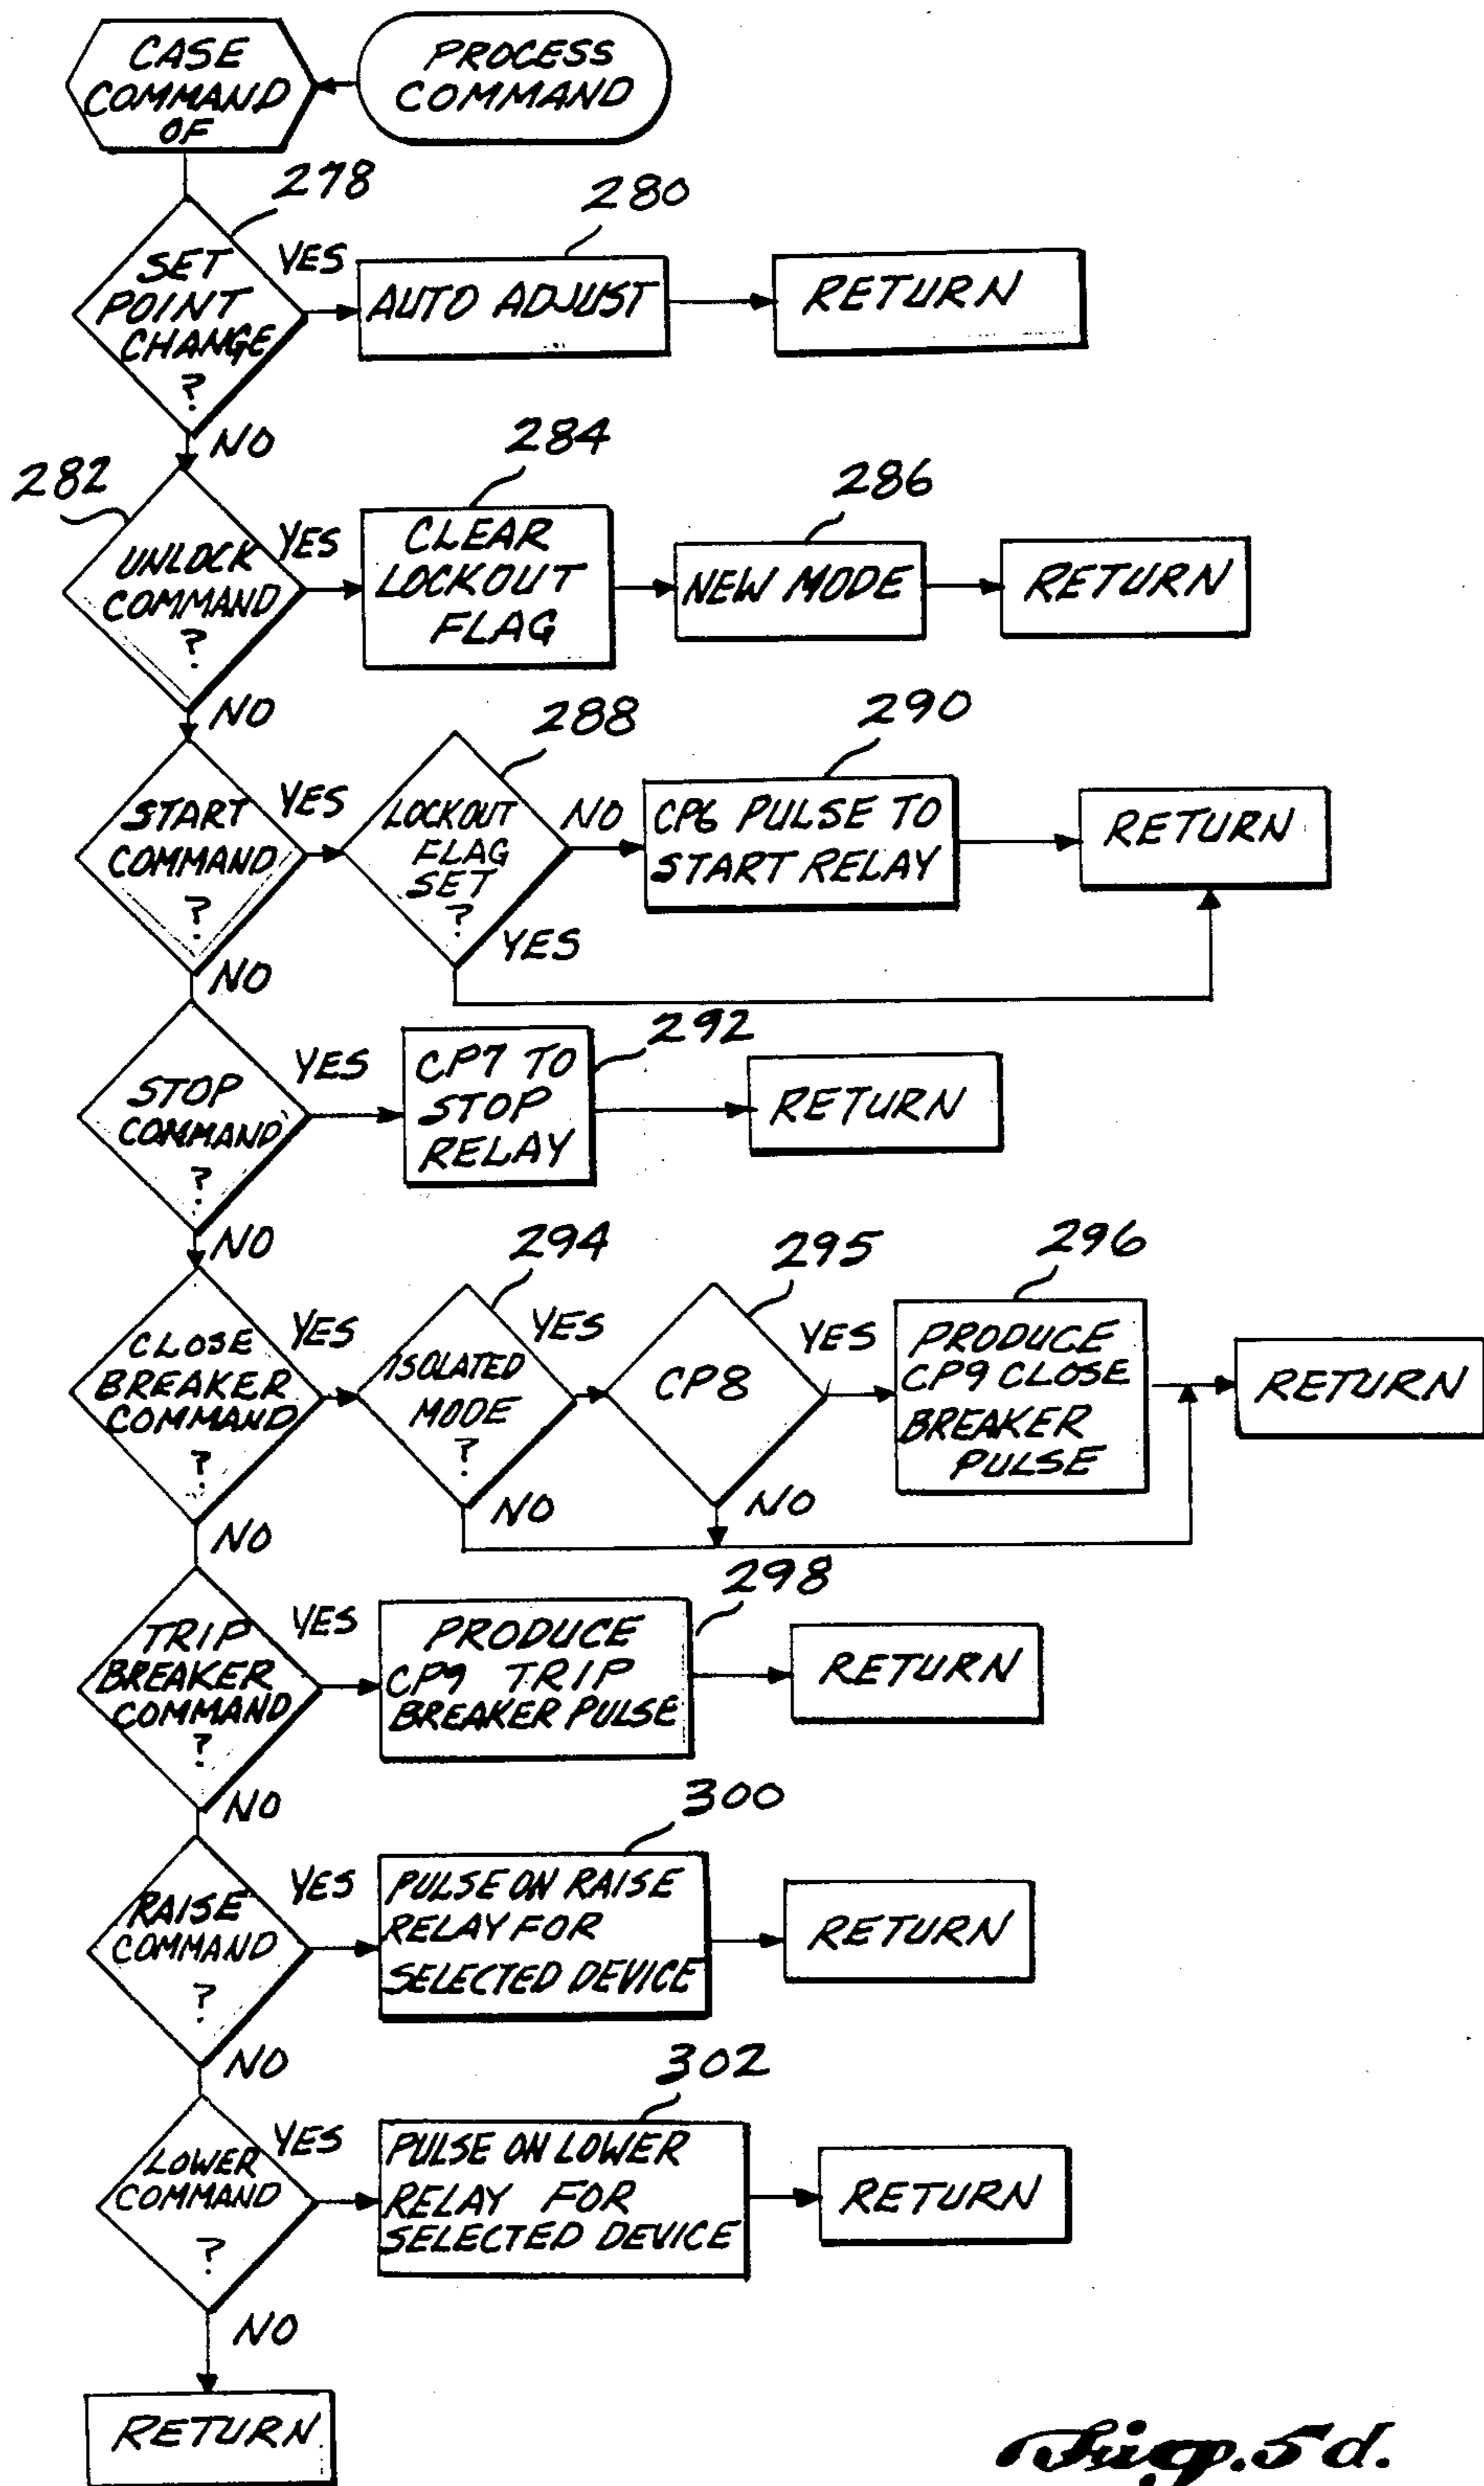 CASE
COMMAND
OF
PROCESS
COMMAND
278
280
SET
POINT
CHANGE
?
YES
AUTO ADJUST
RETURN
NO
282
284
286
UNLOCK
COMMAND
?
YES
CLEAR
LOCKOUT
FLAG
NEW MODE
RETURN
NO
288
290
START
COMMAND
?
YES
LOCKOUT
FLAG
SET
?
NO
CP6 PULSE TO
START RELAY
RETURN
YES
NO
292
STOP
COMMAND
?
YES
CP7 TO
STOP
RELAY
RETURN
NO
294
295
296
CLOSE
BREAKER
COMMAND
?
YES
ISOLATED
MODE
?
YES
CP8
YES
PRODUCE
CP9 CLOSE
BREAKER
PULSE
RETURN
NO
NO
NO
298
TRIP
BREAKER
COMMAND
?
YES
PRODUCE
CP9 TRIP
BREAKER PULSE
RETURN
NO
300
RAISE
COMMAND
?
YES
PULSE ON RAISE
RELAY FOR
SELECTED DEVICE
RETURN
NO
302
LOWER
COMMAND
?
YES
PULSE ON LOWER
RELAY FOR
SELECTED DEVICE
RETURN
NO
RETURN
Fig. 5d.